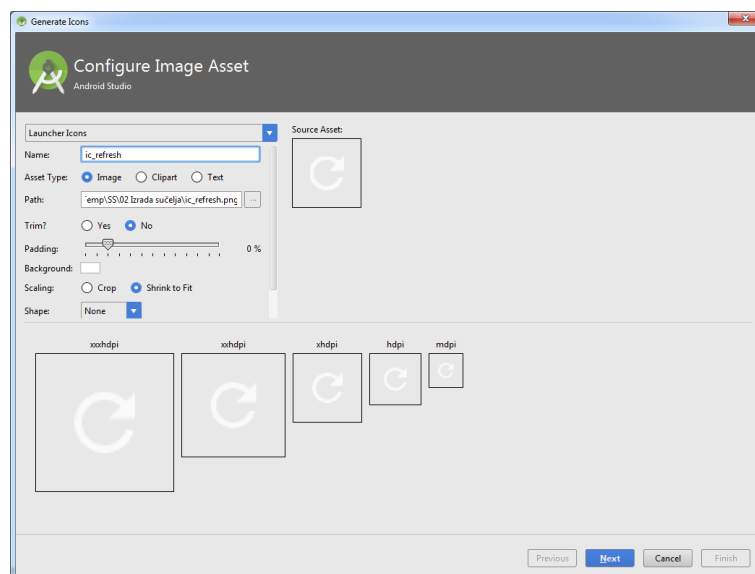 Generate Icons
Configure Image Asset
Android Studio
Launcher Icons
Source Asset:
Name: ic_refresh
Asset Type: Image Clipart Text
Path: emp\SS\02 Izrada sučelja\ic_refresh.png ...
Trim? Yes No
Padding: 0 %
Background:
Scaling: Crop Shrink to Fit
Shape: None
xxxhdpi xxhdpi xhdpi hdpi mdpi
Previous Next Cancel Finish